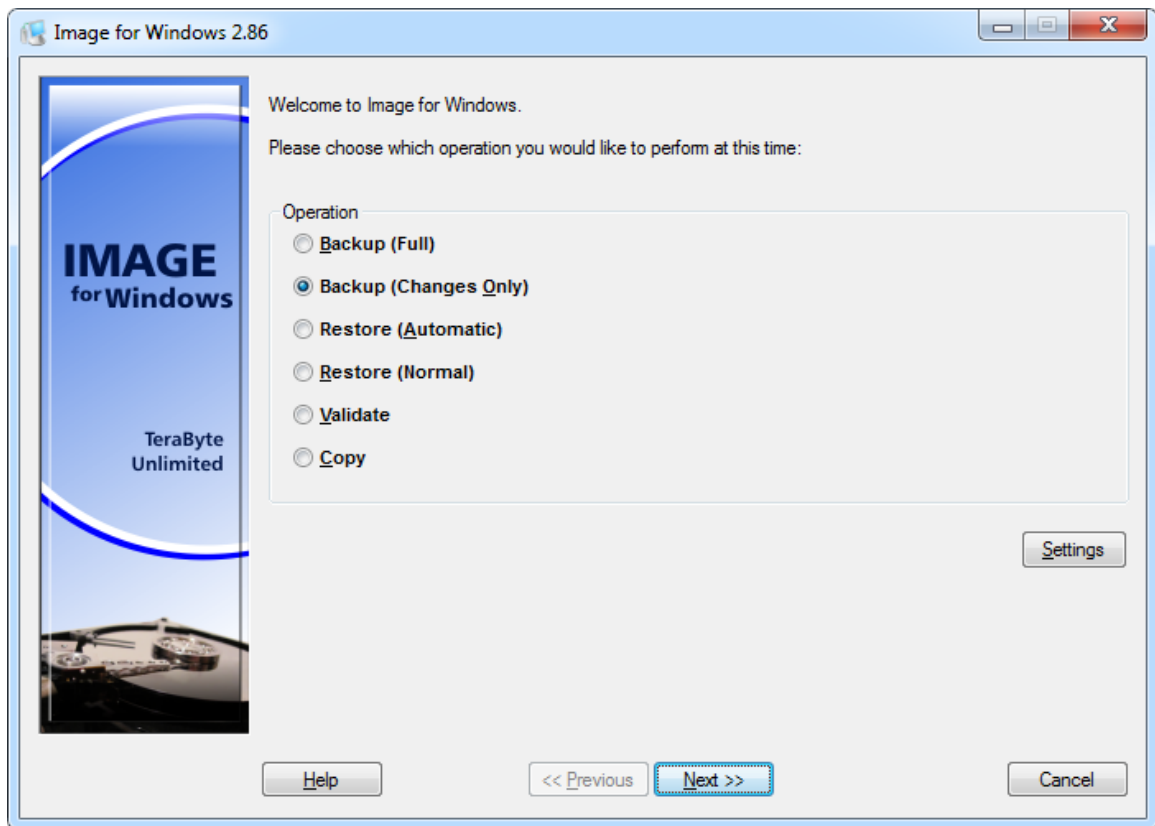 Image for Windows 2.86
Welcome to Image for Windows.
Please choose which operation you would like to perform at this time:
IMAGE
for Windows
TeraByte
Unlimited
Operation
Backup (Full)
Backup (Changes Only)
Restore (Automatic)
Restore (Normal)
Validate
Copy
Settings
Help
<< Previous
Next >>
Cancel